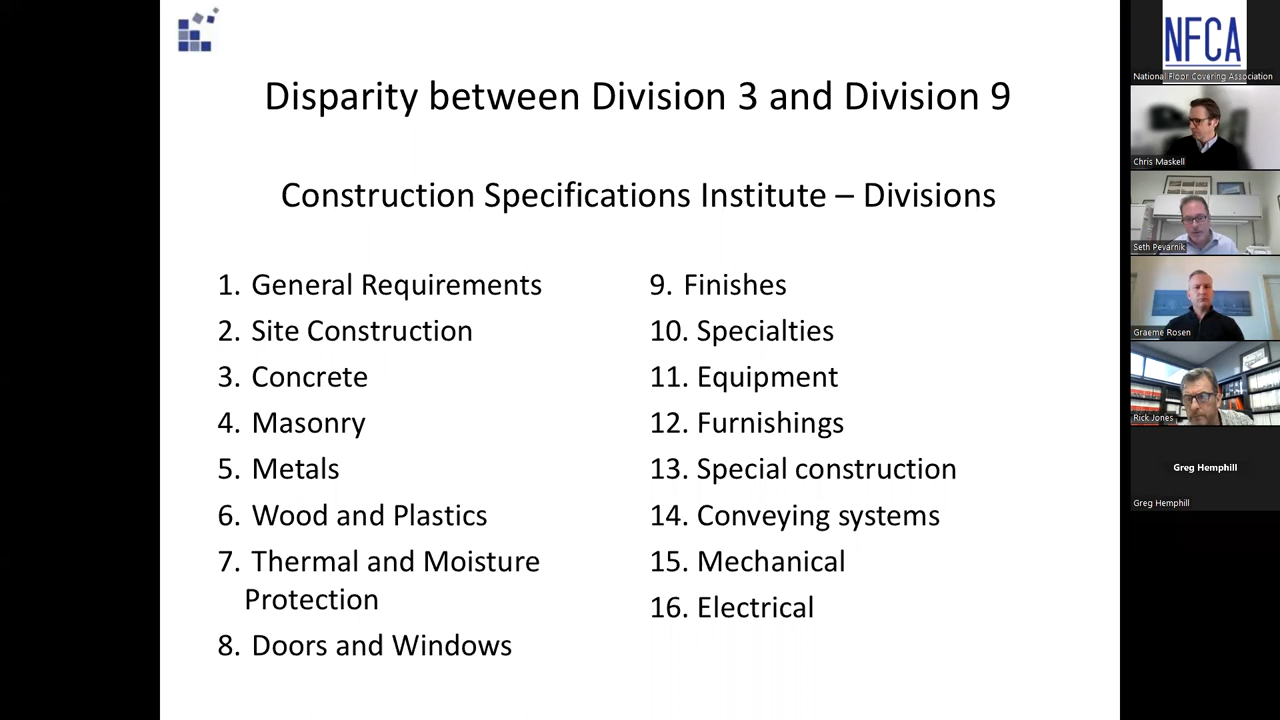 Disparity between Division 3 and Division 9
Construction Specifications Institute – Divisions
1. General Requirements
2. Site Construction
3. Concrete
4. Masonry
5. Metals
6. Wood and Plastics
7. Thermal and Moisture
Protection
8. Doors and Windows
9. Finishes
10. Specialties
11. Equipment
12. Furnishings
13. Special construction
14. Conveying systems
15. Mechanical
16. Electrical
NFCA
National Floor Covering Association
Chris Maskell
Seth Pevarnik
Graeme Rosen
Rick Jones
Greg Hemphill
Greg Hemphill